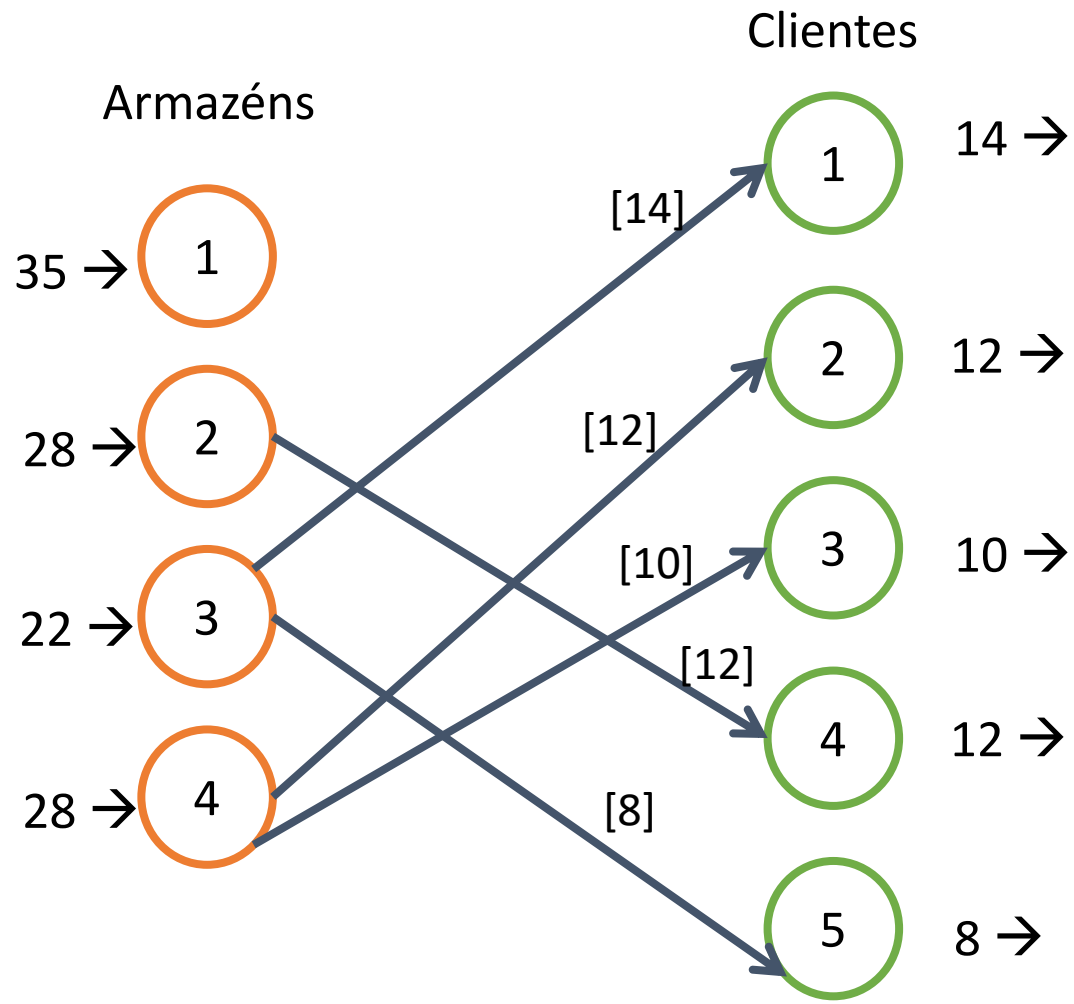 Clientes
Armazéns
1
14 →
[14]
35 → 1
2
12 →
[12]
28 → 2
3
10 →
[10]
22 → 3
[12]
4
12 →
28 → 4
[8]
5
8 →